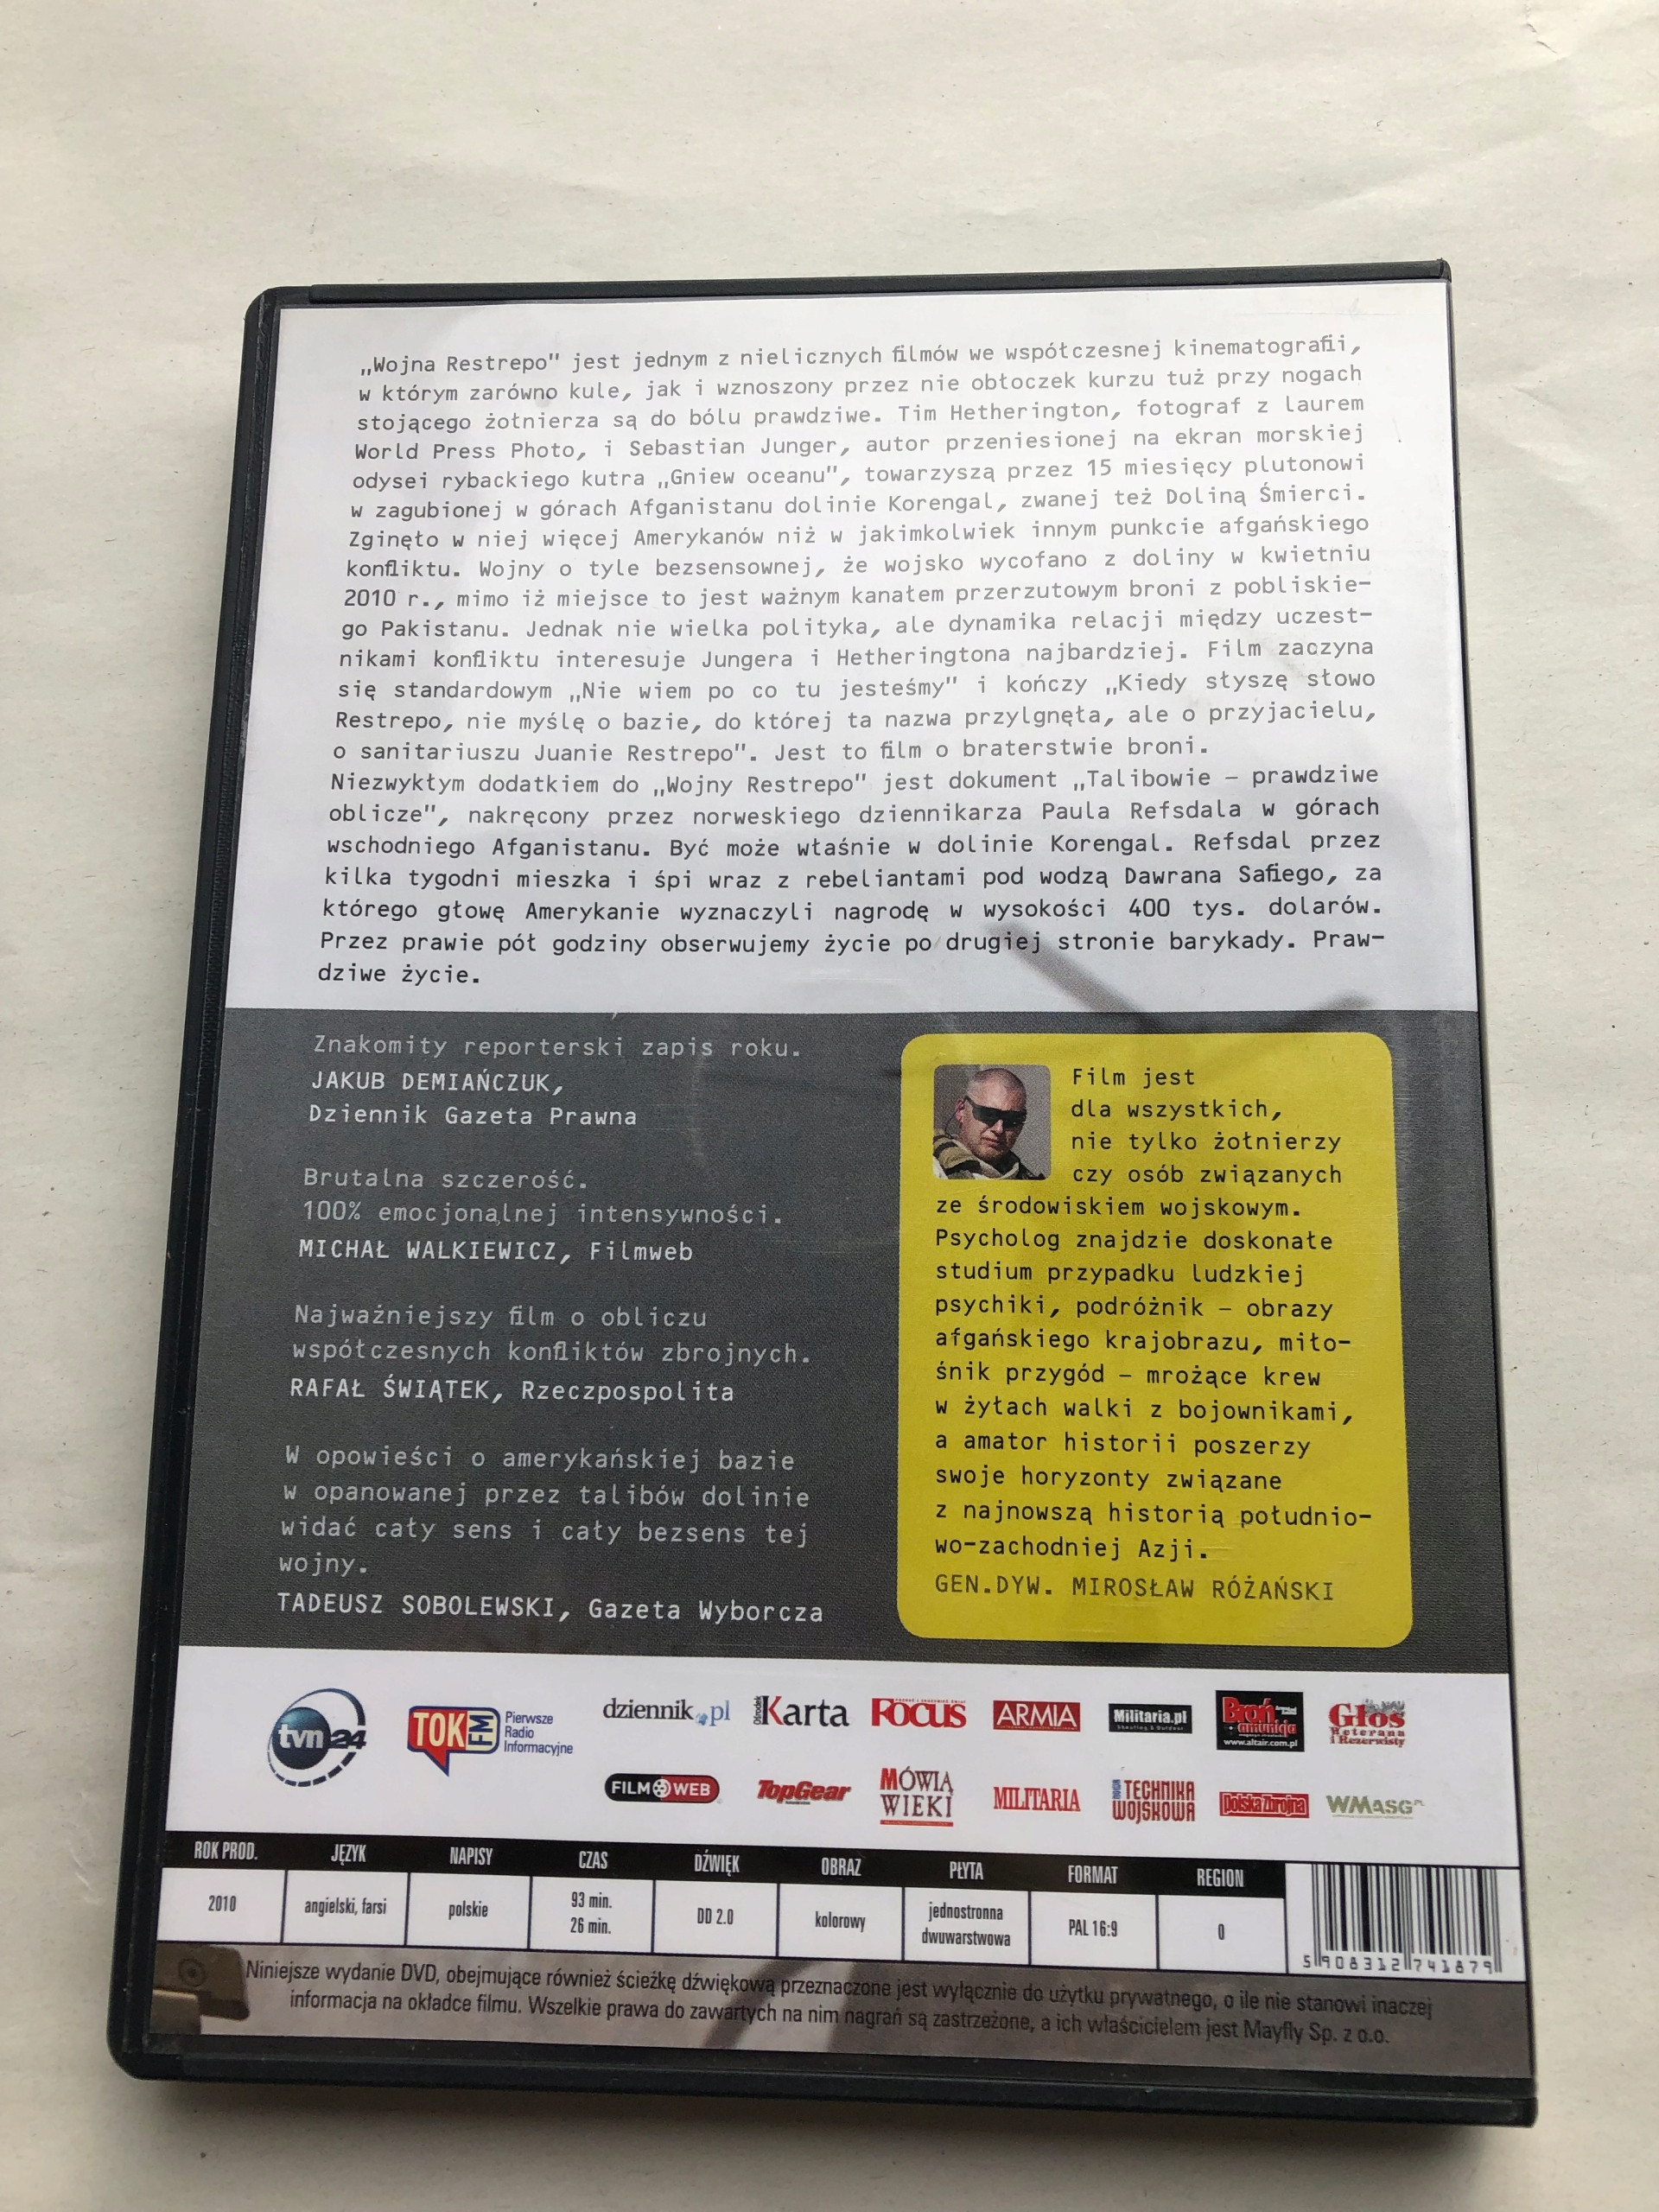 „Wojna Restrepo" jest jednym z nielicznych filmów we współczesnej kinematografii,
w którym zarówno kule, jak i wznoszony przez nie obłoczek kurzu tuż przy nogach
stojącego żołnierza są do bólu prawdziwe. Tim Hetherington, fotograf z laurem
World Press Photo, i Sebastian Junger, autor przeniesionej na ekran morskiej
odysei rybackiego kutra „Gniew oceanu", towarzyszą przez 15 miesięcy plutonowi
w zagubionej w górach Afganistanu dolinie Korengal, zwanej też Doliną Śmierci.
Zginęło w niej więcej Amerykanów niż w jakimkolwiek innym punkcie afgańskiego
konfliktu. Wojny o tyle bezsensownej, że wojsko wycofano z doliny w kwietniu
2010 r., mimo iż miejsce to jest ważnym kanałem przerzutowym broni z pobliskie-
go Pakistanu. Jednak nie wielka polityka, ale dynamika relacji między uczest-
nikami konfliktu interesuje Jungera i Hetheringtona najbardziej. Film zaczyna
się standardowym „Nie wiem po co tu jesteśmy" i kończy „Kiedy słyszę słowo
Restrepo, nie myślę o bazie, do której ta nazwa przylgnęła, ale o przyjacielu,
o sanitariuszu Juanie Restrepo". Jest to film o braterstwie broni.
Niezwykłym dodatkiem do „Wojny Restrepo" jest dokument „Talibowie – prawdziwe
oblicze", nakręcony przez norweskiego dziennikarza Paula Refsdala w górach
wschodniego Afganistanu. Być może właśnie w dolinie Korengal. Refsdal przez
kilka tygodni mieszka i śpi wraz z rebeliantami pod wodzą Dawrana Safiego, za
którego głowę Amerykanie wyznaczyli nagrodę w wysokości 400 tys. dolarów.
Przez prawie pół godziny obserwujemy życie po drugiej stronie barykady. Praw-
dziwe życie.
Znakomity reporterski zapis roku.
JAKUB DEMIAŃCZUK,
Dziennik Gazeta Prawna
Brutalna szczerość.
100% emocjonalnej intensywności.
MICHAŁ WALKIEWICZ, Filmweb
Najważniejszy film o obliczu
współczesnych konfliktów zbrojnych.
RAFAŁ ŚWIĄTEK, Rzeczpospolita
W opowieści o amerykańskiej bazie
w opanowanej przez talibów dolinie
widać cały sens i cały bezsens tej
wojny.
TADEUSZ SOBOLEWSKI, Gazeta Wyborcza
Film jest
dla wszystkich,
nie tylko żołnierzy
czy osób związanych
ze środowiskiem wojskowym.
Psycholog znajdzie doskonałe
studium przypadku ludzkiej
psychiki, podróżnik – obrazy
afgańskiego krajobrazu, miło-
śnik przygód – mrożące krew
w żyłach walki z bojownikami,
a amator historii poszerzy
swoje horyzonty związane
z najnowszą historią południo-
wo-zachodniej Azji.
GEN.DYW. MIROSŁAW RÓŻAŃSKI
tvn 24
TOK FM Pierwsze
Radio
Informacyjne
dziennik.pl
Ośrodek Karta
FOCUS
ARMIA
Militaria.pl
Broń i amunicja
www.altair.com.pl
Głos
Weterana
i Rezerwisty
FILM WEB
TopGear
MÓWIĄ
WIEKI
MILITARIA
NOWA TECHNIKA
WOJSKOWA
Polska Zbrojna
WMASG
ROK PROD. JĘZYK NAPISY CZAS DŹWIĘK OBRAZ PŁYTA FORMAT REGION
2010 angielski, farsi polskie 93 min. 26 min. DD 2.0 kolorowy jednostronna dwuwarstwowa PAL 16:9 0
5 908312 741879
Niniejsze wydanie DVD, obejmujące również ścieżkę dźwiękową przeznaczone jest wyłącznie do użytku prywatnego, o ile nie stanowi inaczej
informacja na okładce filmu. Wszelkie prawa do zawartych na nim nagrań są zastrzeżone, a ich właścicielem jest Mayfly Sp. z o.o.